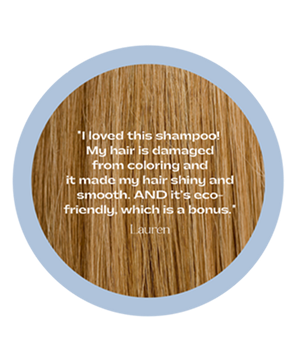 "I loved this shampoo!
My hair is damaged
from coloring and
it made my hair shiny and
smooth. AND it's eco-
friendly, which is a bonus."
Lauren